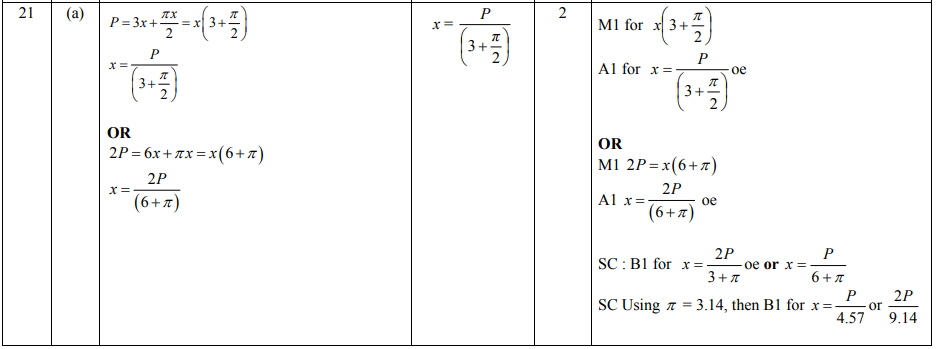 21
(a)
P = 3x + πx/2 = x(3 + π/2)
x = P/(3 + π/2)
OR
2P = 6x + πx = x(6 + π)
x = 2P/(6 + π)
x = P/(3 + π/2)
2
M1 for x(3 + π/2)
A1 for x = P/(3 + π/2) oe
OR
M1 2P = x(6 + π)
A1 x = 2P/(6 + π) oe
SC : B1 for x = 2P/3 + π oe or x = P/6 + π
SC Using π = 3.14, then B1 for x = P/4.57 or 2P/9.14